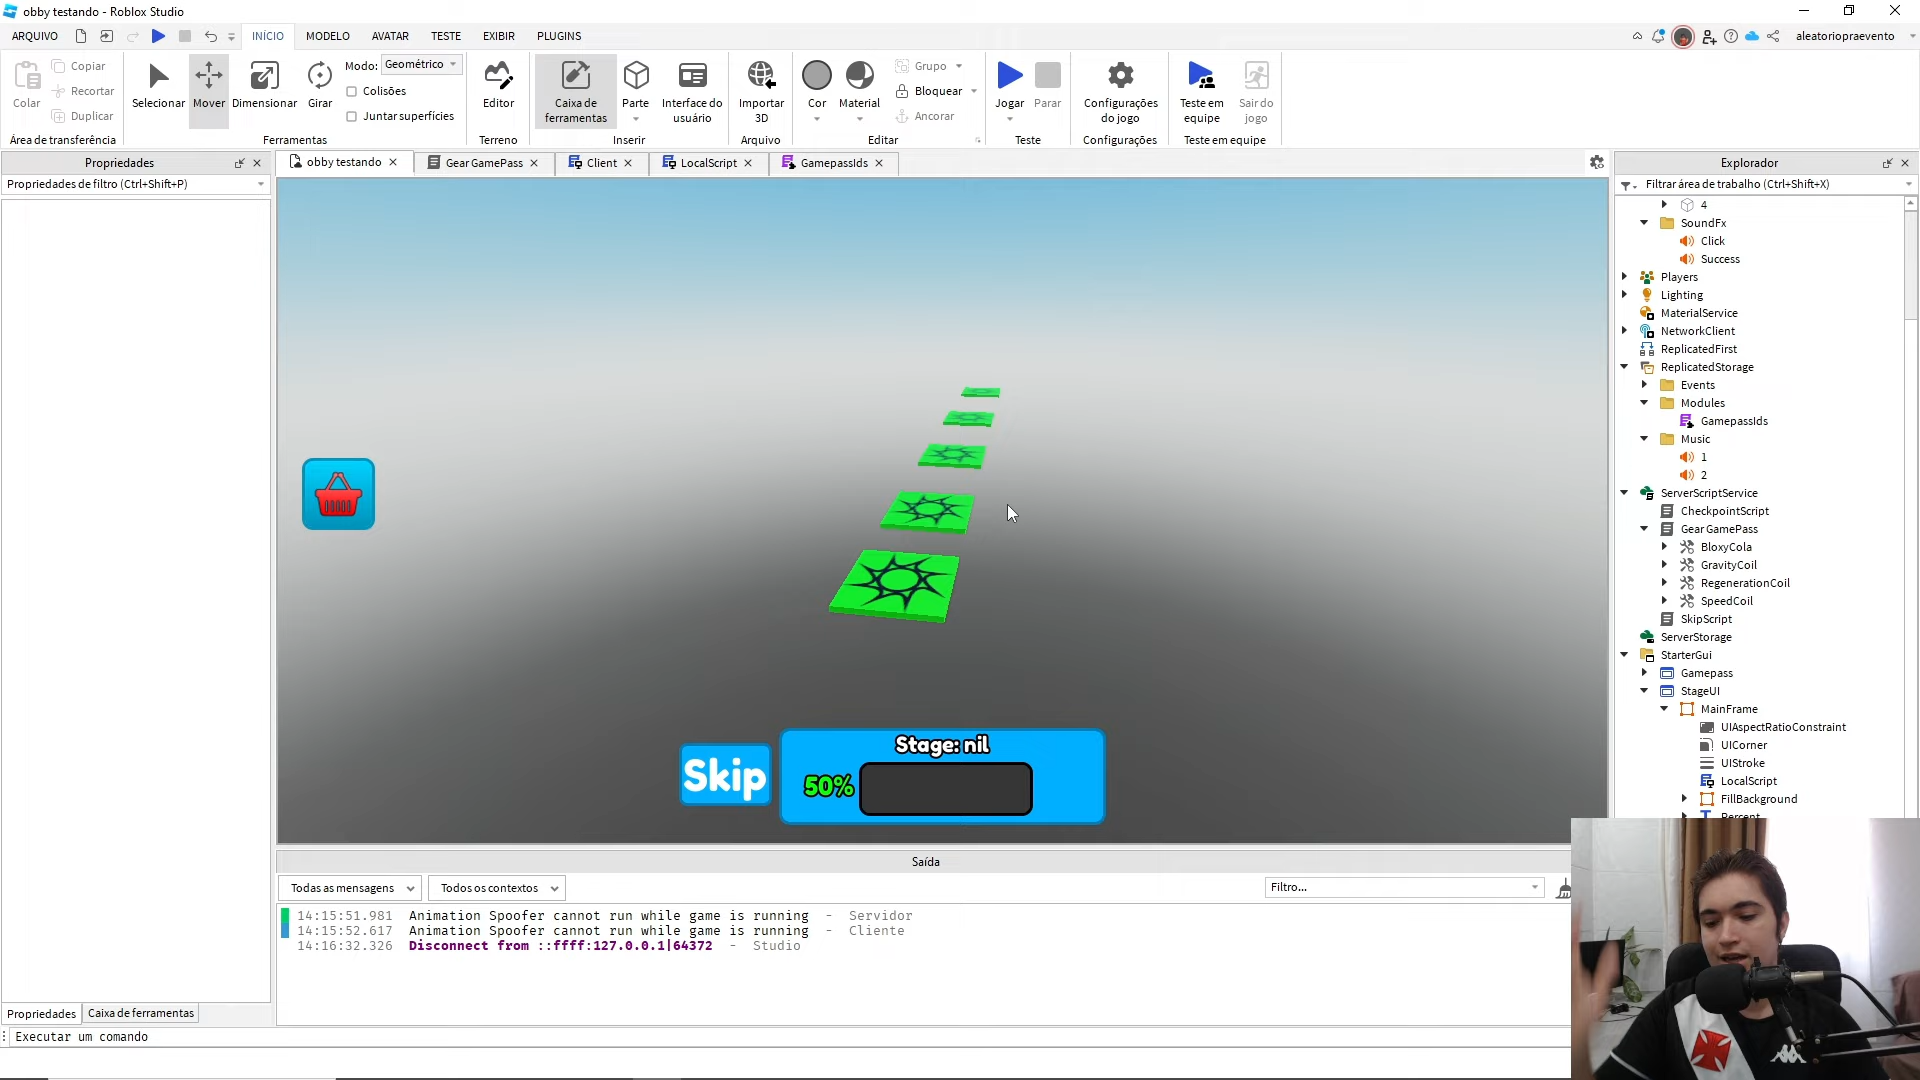 obby testando - Roblox Studio
ARQUIVO
INÍCIO
MODELO
AVATAR
TESTE
EXIBIR
PLUGINS
aleatoriopraevento
Colar
Copiar
Recortar
Duplicar
Área de transferência
Selecionar
Mover
Dimensionar
Girar
Modo: Geométrico
Colisões
Juntar superfícies
Ferramentas
Editor
Terreno
Caixa de
ferramentas
Parte
Interface do
usuário
Inserir
Importar
3D
Arquivo
Cor
Material
Grupo
Bloquear
Ancorar
Editar
Jogar
Parar
Teste
Configurações
do jogo
Configurações
Teste em
equipe
Sair do
jogo
Teste em equipe
Propriedades
Propriedades de filtro (Ctrl+Shift+P)
obby testando
Gear GamePass
Client
LocalScript
GamepassIds
Stage: nil
Skip
50%
Explorador
Filtrar área de trabalho (Ctrl+Shift+X)
4
SoundFx
Click
Success
Players
Lighting
MaterialService
NetworkClient
ReplicatedFirst
ReplicatedStorage
Events
Modules
GamepassIds
Music
1
2
ServerScriptService
CheckpointScript
Gear GamePass
BloxyCola
GravityCoil
RegenerationCoil
SpeedCoil
SkipScript
ServerStorage
StarterGui
Gamepass
StageUI
MainFrame
UIAspectRatioConstraint
UICorner
UIStroke
LocalScript
FillBackground
Percent
Saída
Todas as mensagens
Todos os contextos
Filtro...
14:15:51.981 Animation Spoofer cannot run while game is running - Servidor
14:15:52.617 Animation Spoofer cannot run while game is running - Cliente
14:16:32.326 Disconnect from ::ffff:127.0.0.1|64372 - Studio
Propriedades
Caixa de ferramentas
Executar um comando
Kappa